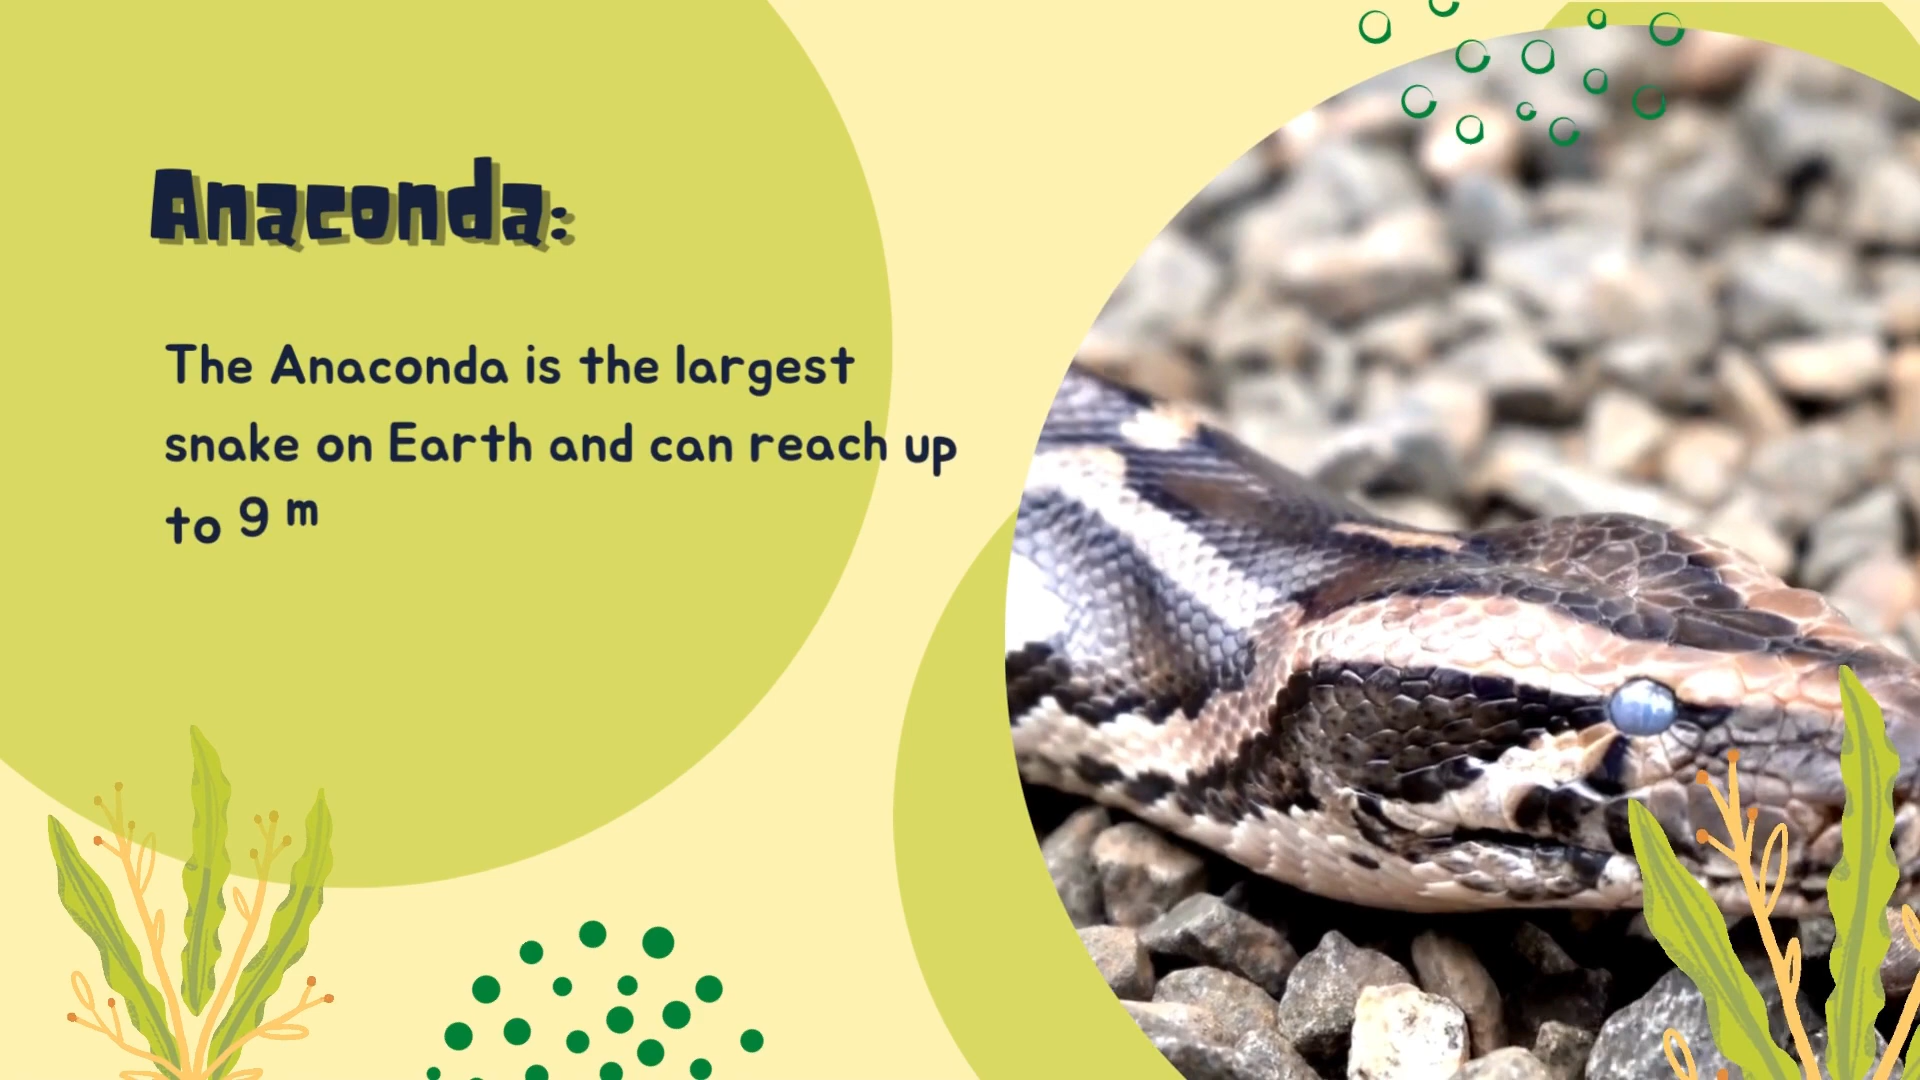 Anaconda:
The Anaconda is the largest
snake on Earth and can reach up
to 9 m